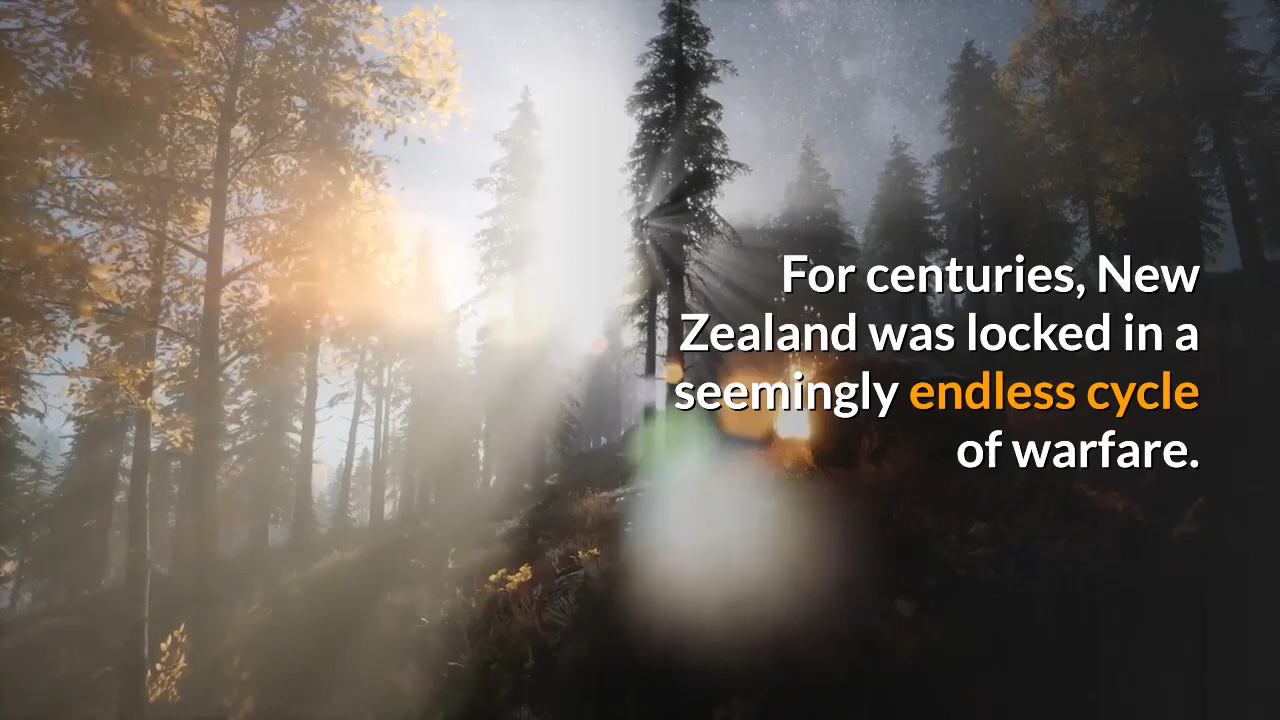 For centuries, New
Zealand was locked in a
seemingly endless cycle
of warfare.